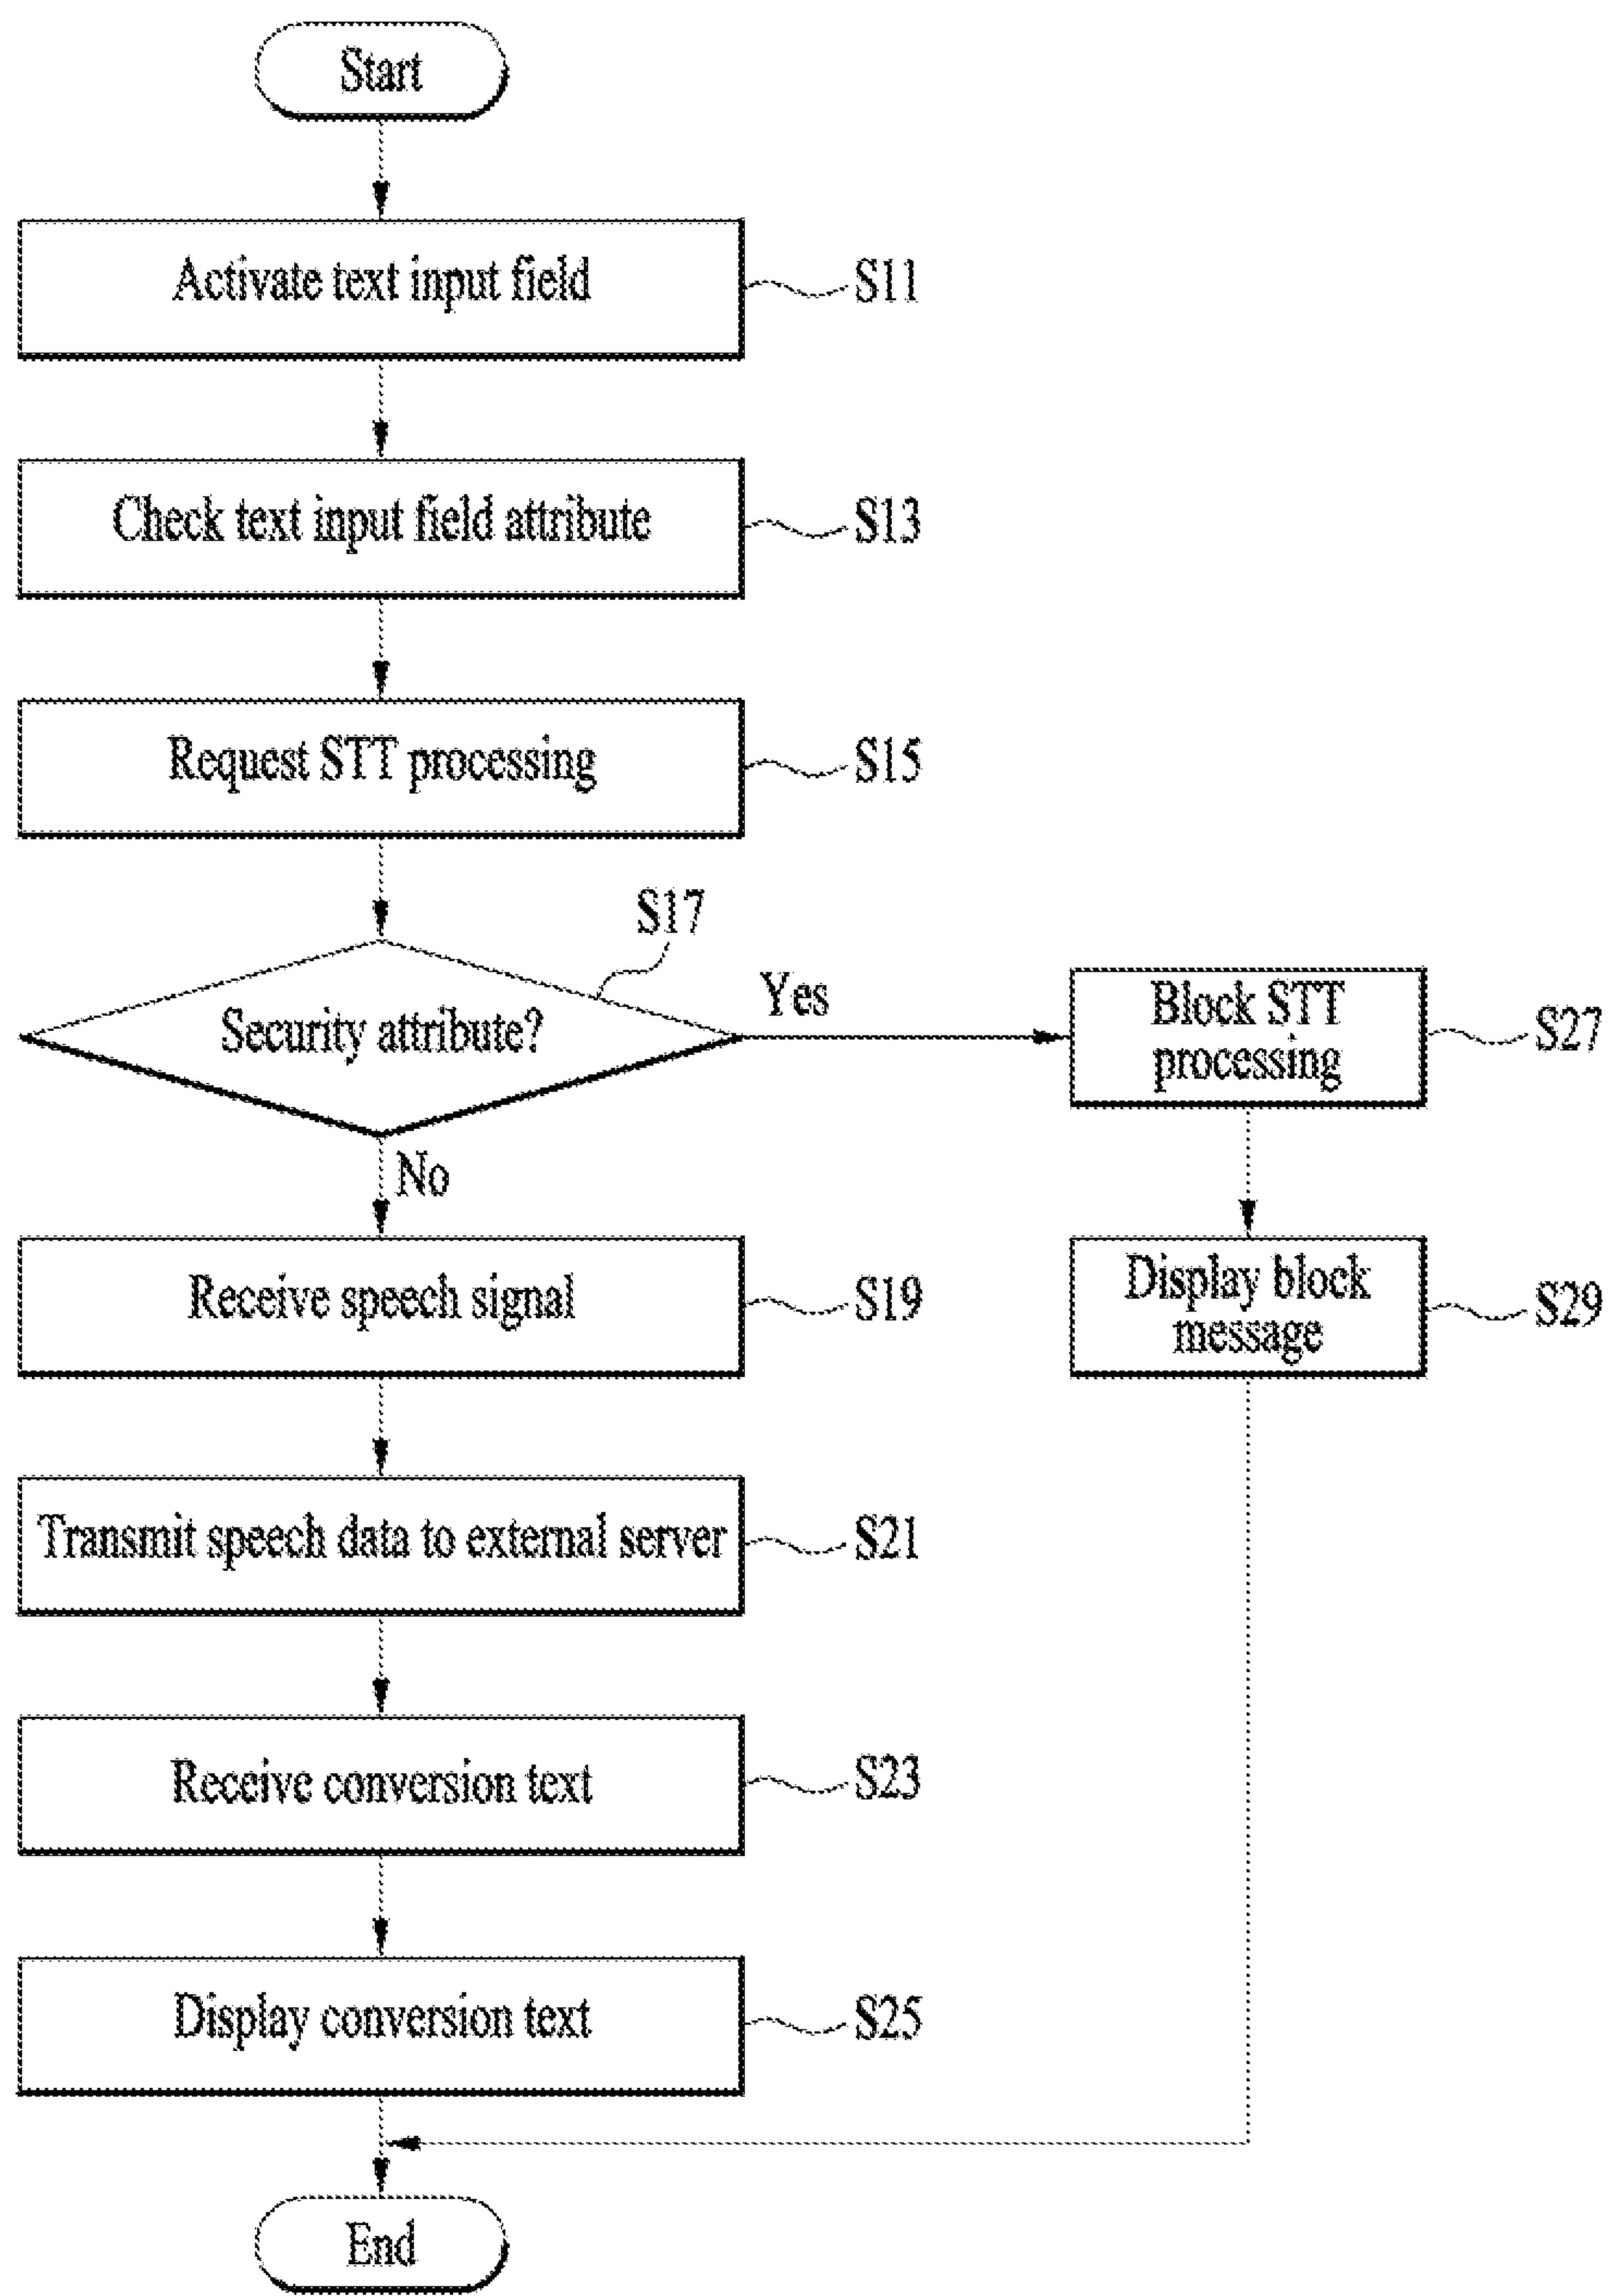 Start
Activate text input field
S11
Check text input field attribute
S13
Request STT processing
S15
S17
Security attribute?
Yes
No
Block STT
processing
S27
Receive speech signal
S19
Display block
message
S29
Transmit speech data to external server
S21
Receive conversion text
S23
Display conversion text
S25
End